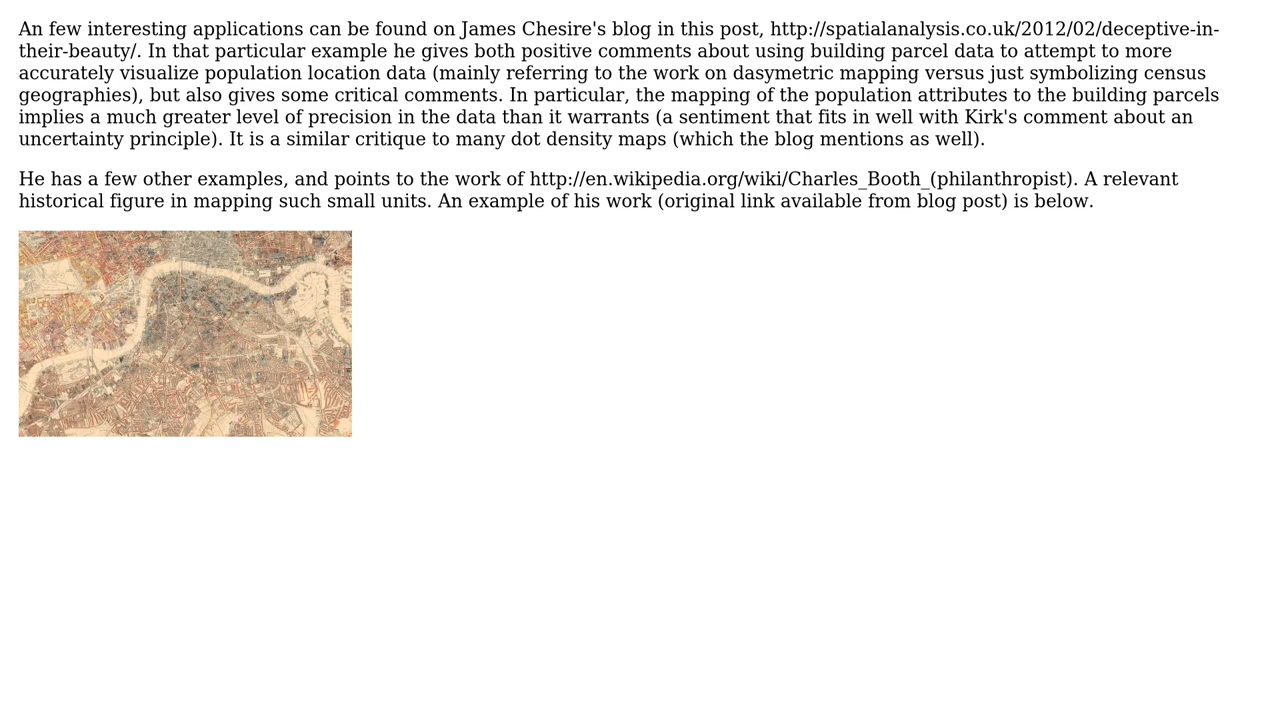 An few interesting applications can be found on James Chesire's blog in this post, http://spatialanalysis.co.uk/2012/02/deceptive-in-
their-beauty/. In that particular example he gives both positive comments about using building parcel data to attempt to more
accurately visualize population location data (mainly referring to the work on dasymetric mapping versus just symbolizing census
geographies), but also gives some critical comments. In particular, the mapping of the population attributes to the building parcels
implies a much greater level of precision in the data than it warrants (a sentiment that fits in well with Kirk's comment about an
uncertainty principle). It is a similar critique to many dot density maps (which the blog mentions as well).
He has a few other examples, and points to the work of http://en.wikipedia.org/wiki/Charles_Booth_(philanthropist). A relevant
historical figure in mapping such small units. An example of his work (original link available from blog post) is below.